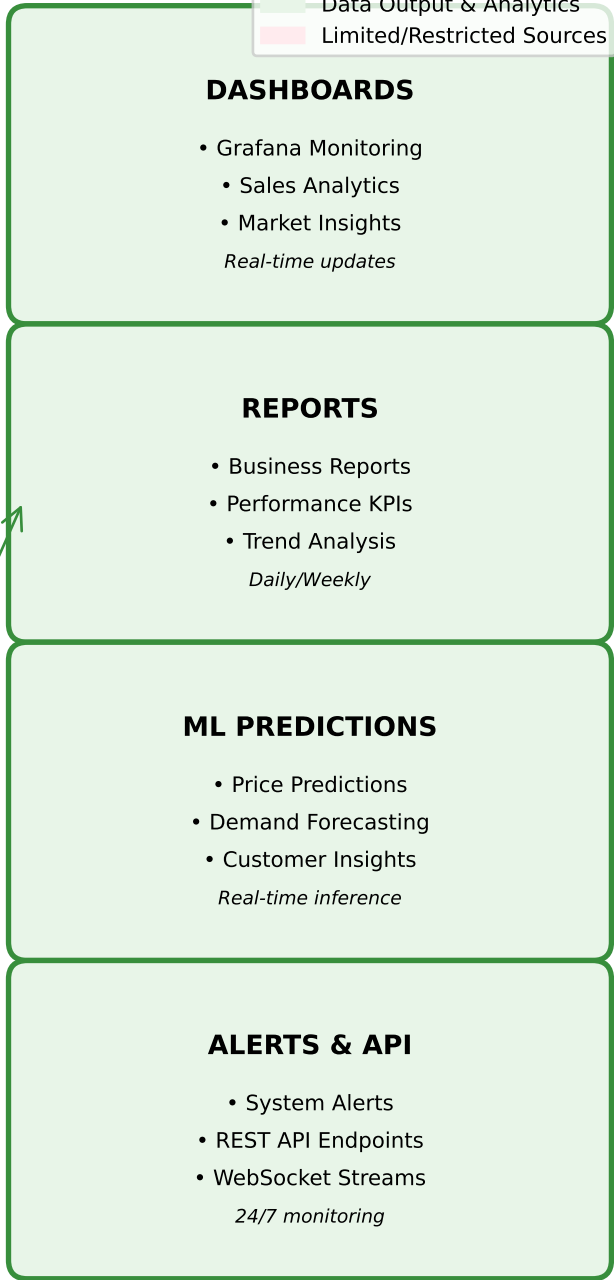 Data Output & Analytics
Limited/Restricted Sources
DASHBOARDS
• Grafana Monitoring
• Sales Analytics
• Market Insights
Real-time updates
REPORTS
• Business Reports
• Performance KPIs
• Trend Analysis
Daily/Weekly
ML PREDICTIONS
• Price Predictions
• Demand Forecasting
• Customer Insights
Real-time inference
ALERTS & API
• System Alerts
• REST API Endpoints
• WebSocket Streams
24/7 monitoring